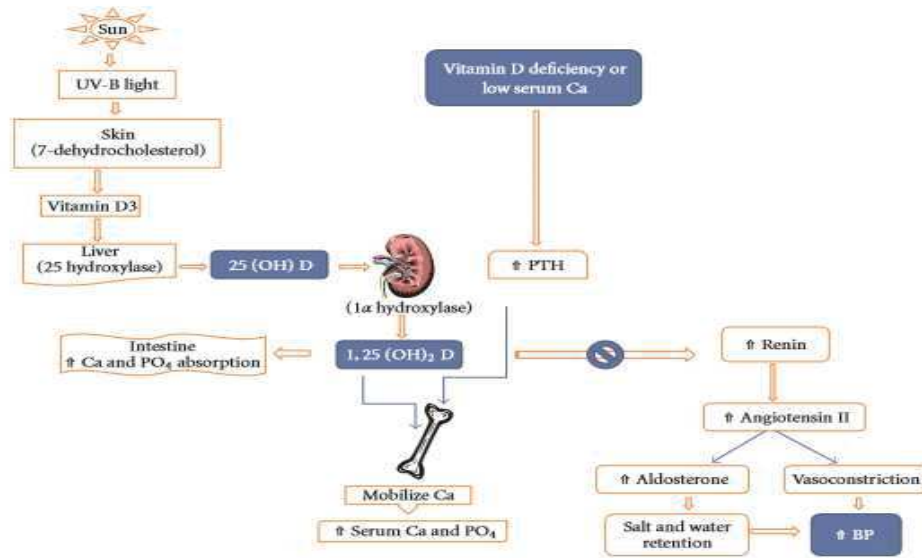 Sun
UV-B light
Skin
(7-dehydrocholesterol)
Vitamin D3
Liver
(25 hydroxylase)
25 (OH) D
(1α hydroxylase)
Vitamin D deficiency or
low serum Ca
⇑ PTH
Intestine
⇑ Ca and PO₄ absorption
1, 25 (OH)₂ D
⇑ Renin
⇑ Angiotensin II
Mobilize Ca
⇑ Serum Ca and PO₄
⇑ Aldosterone
Vasoconstriction
Salt and water
retention
⇑ BP